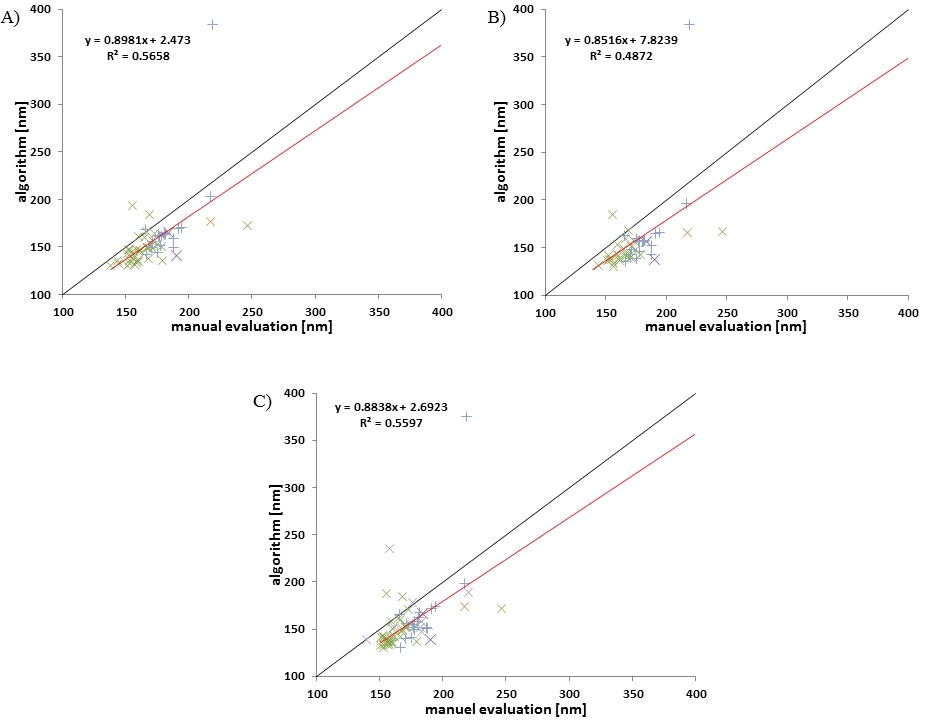 A)
400
350
300
250
200
150
100
y = 0.8981x + 2.473
R² = 0.5658
algorithm [nm]
100 150 200 250 300 350 400
manual evaluation [nm]
B)
400
350
300
250
200
150
100
y = 0.8516x + 7.8239
R² = 0.4872
algorithm [nm]
100 150 200 250 300 350 400
manuel evaluation [nm]
C)
400
350
300
250
200
150
100
y = 0.8838x + 2.6923
R² = 0.5597
algorithm [nm]
100 150 200 250 300 350 400
manuel evaluation [nm]